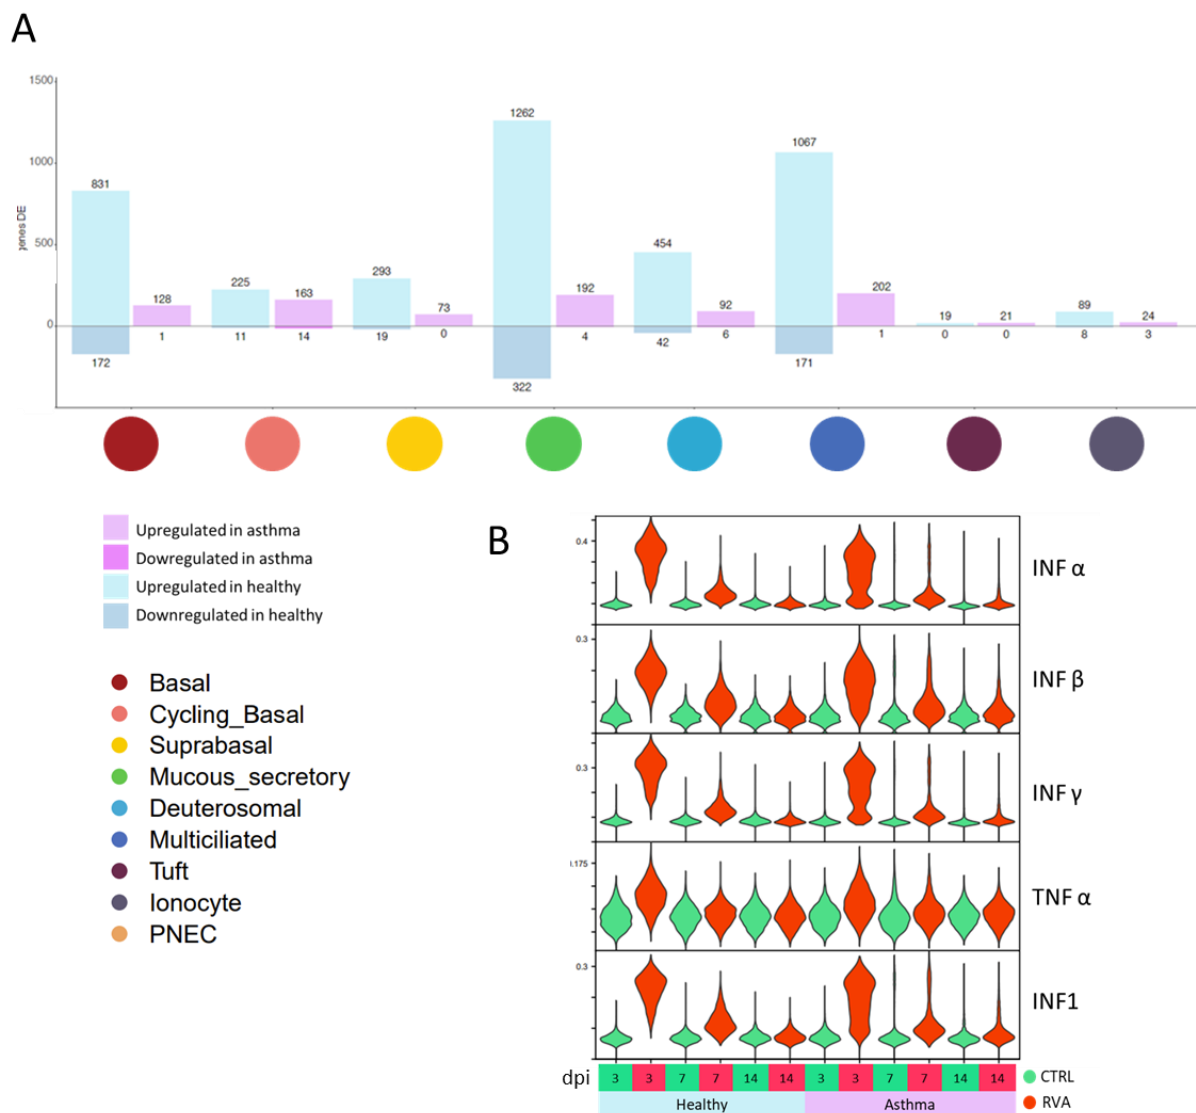 A
1500
1000
500
0
genes DE
831
128
172
1
225
163
11
14
293
73
19
0
1262
192
322
4
454
92
42
6
1067
202
171
1
19
21
0
0
89
24
8
3
Upregulated in asthma
Dowregulated in asthma
Upregulated in healthy
Downregulated in healthy
Basal
Cycling_Basal
Suprabasal
Mucous_secretory
Deuterosomal
Multiciliated
Tuft
Ionocyte
PNEC
B
0.4
INF α
0.3
INF β
0.3
INF γ
.175
TNF α
0.3
INF1
dpi 3 3 7 7 14 14 3 3 7 7 14 14
Healthy Asthma
CTRL
RVA